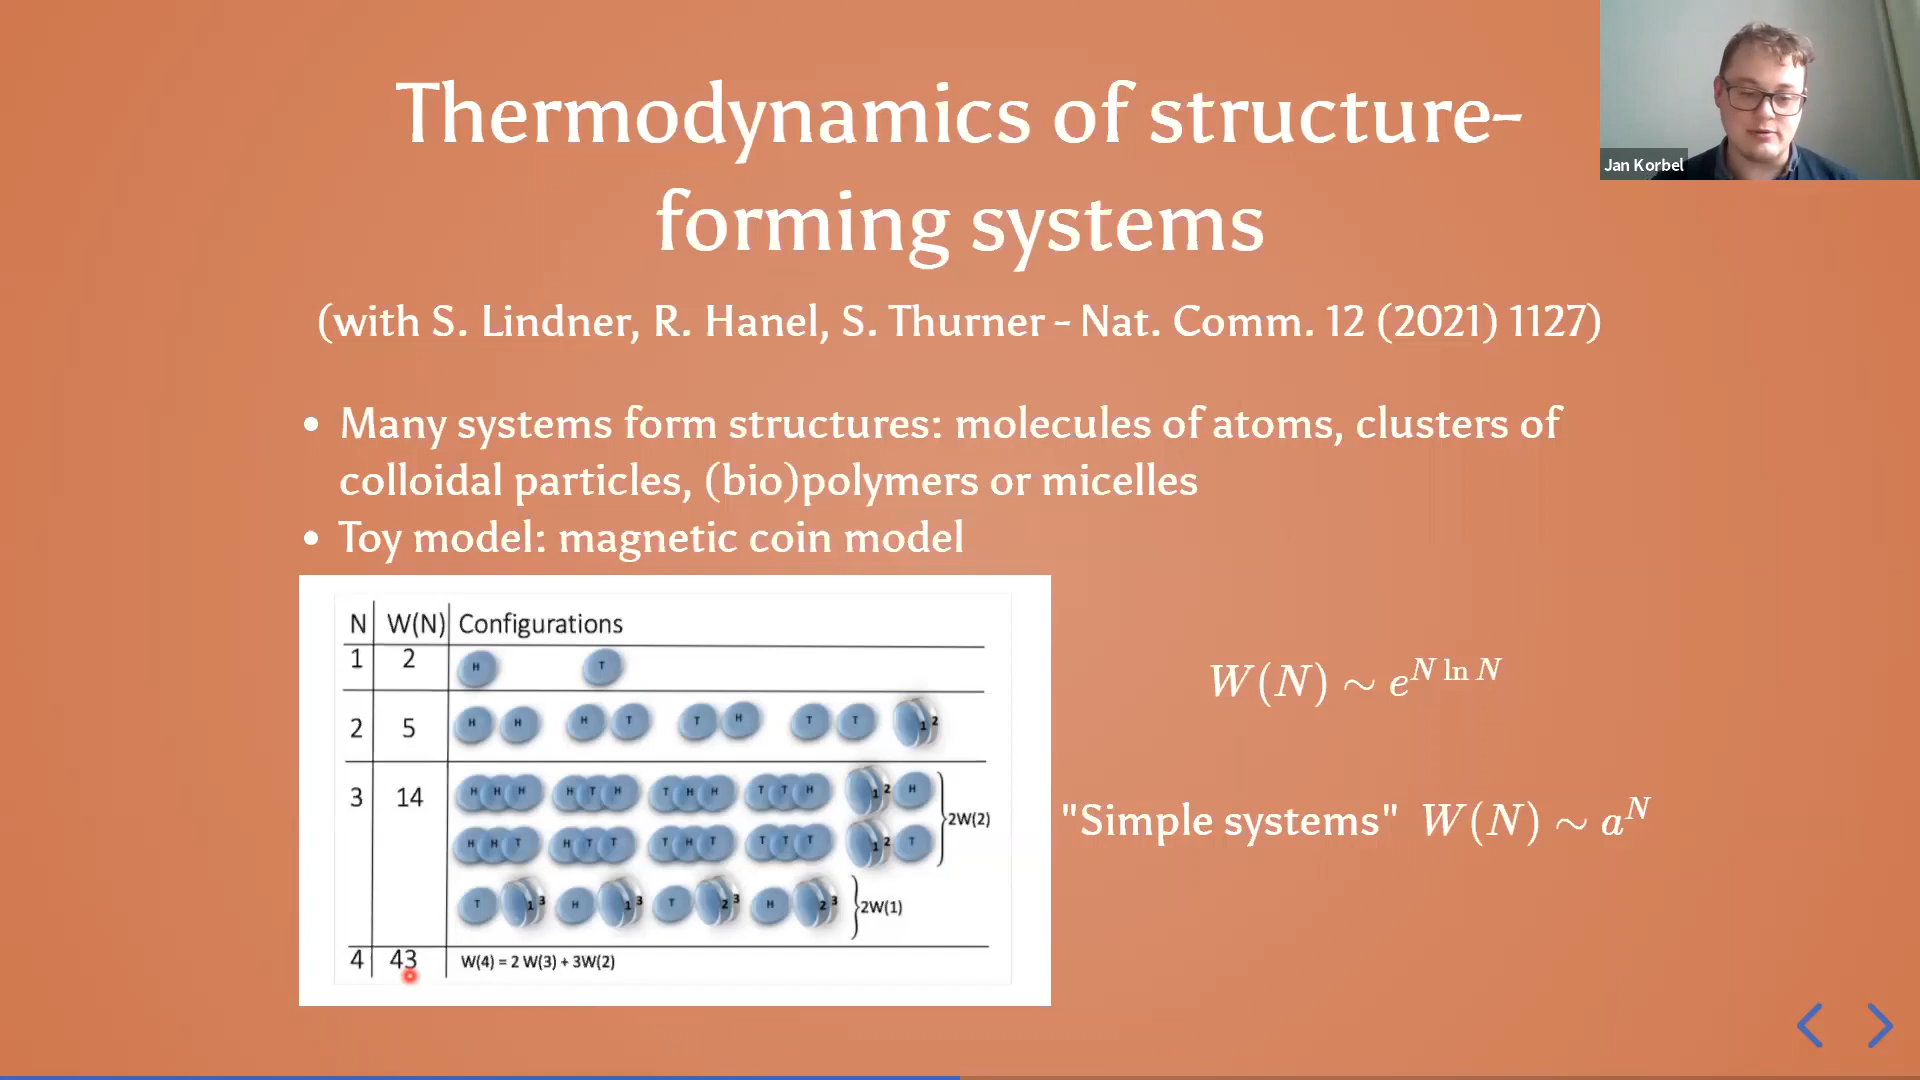 Thermodynamics of structure-
forming systems
(with S. Lindner, R. Hanel, S. Thurner - Nat. Comm. 12 (2021) 1127)
• Many systems form structures: molecules of atoms, clusters of
colloidal particles, (bio)polymers or micelles
• Toy model: magnetic coin model
N W(N) Configurations
1 2 H T
2 5 H H H T T H T T 1 2
3 14 H H H H T H T H H T T H 1 2 H
2W(2)
H H T H T T T H T T T T 1 2 T
T 1 3 H 1 3 T 2 3 H 2 3 2W(1)
4 43 W(4) = 2 W(3) + 3W(2)
W(N) ∼ e^{N ln N}
"Simple systems" W(N) ∼ a^N
Jan Korbel